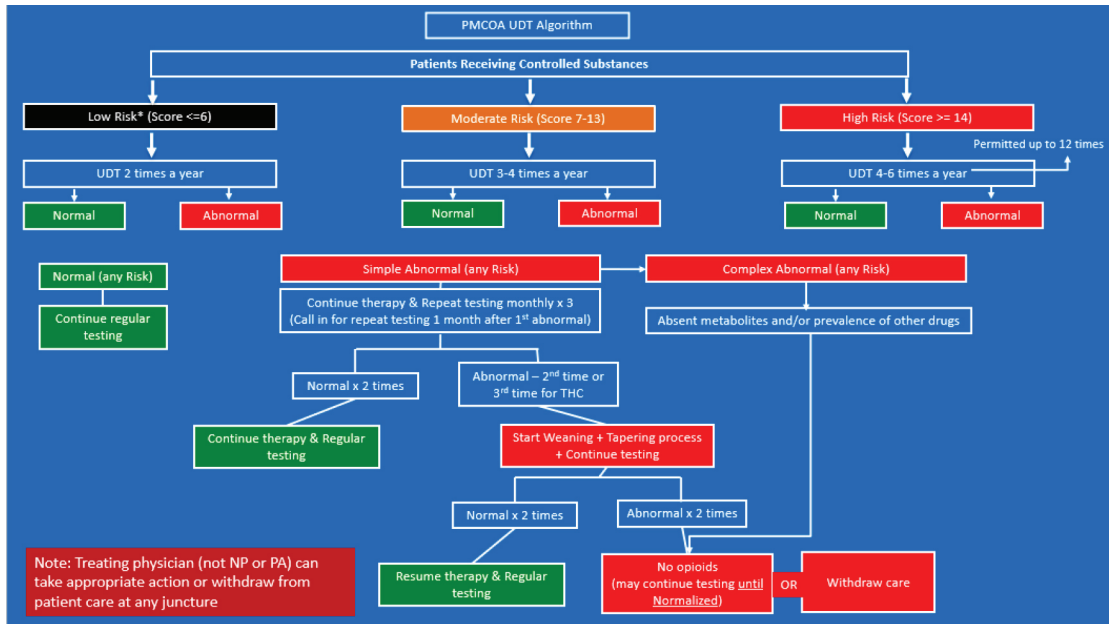 PMCOA UDT Algorithm
Patients Receiving Controlled Substances
Low Risk* (Score <=6)
Moderate Risk (Score 7-13)
High Risk (Score >= 14)
Permitted up to 12 times
UDT 2 times a year
UDT 3-4 times a year
UDT 4-6 times a year
Normal
Abnormal
Normal
Abnormal
Normal
Abnormal
Normal (any Risk)
Continue regular
testing
Simple Abnormal (any Risk)
Complex Abnormal (any Risk)
Continue therapy & Repeat testing monthly x 3
(Call in for repeat testing 1 month after 1st abnormal)
Absent metabolites and/or prevalence of other drugs
Normal x 2 times
Abnormal – 2nd time or
3rd time for THC
Continue therapy & Regular
testing
Start Weaning + Tapering process
+ Continue testing
Normal x 2 times
Abnormal x 2 times
Resume therapy & Regular
testing
No opioids
(may continue testing until
Normalized)
OR
Withdraw care
Note: Treating physician (not NP or PA) can
take appropriate action or withdraw from
patient care at any juncture